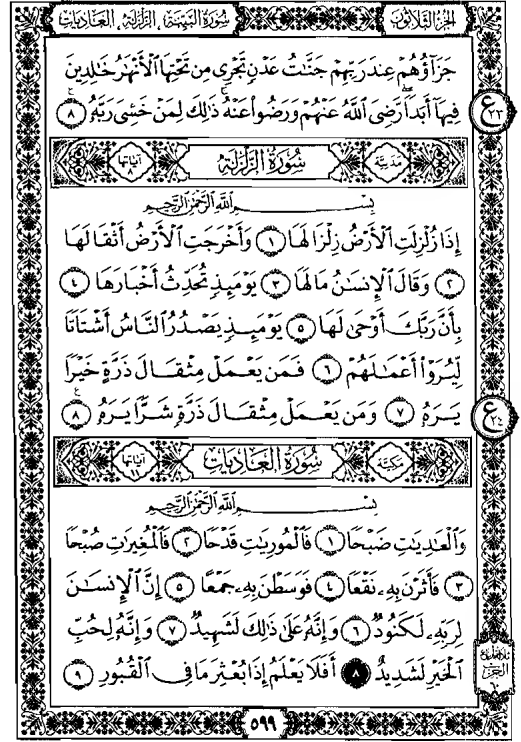 الجزء الثلاثون
سورة البينة، الزلزلة، العاديات
جَزَآؤُهُمْ عِندَ رَبِّهِمْ جَنَّٰتُ عَدْنٍ تَجْرِى مِن تَحْتِهَا ٱلْأَنْهَٰرُ خَٰلِدِينَ
فِيهَآ أَبَدًا رَّضِىَ ٱللَّهُ عَنْهُمْ وَرَضُوا۟ عَنْهُ ذَٰلِكَ لِمَنْ خَشِىَ رَبَّهُۥ ٨
ع ٢٣
مدنية سُورَةُ الزَّلْزَلَةِ آياتها ٨
بِسْمِ ٱللَّهِ ٱلرَّحْمَٰنِ ٱلرَّحِيمِ
إِذَا زُلْزِلَتِ ٱلْأَرْضُ زِلْزَالَهَا ١ وَأَخْرَجَتِ ٱلْأَرْضُ أَثْقَالَهَا
٢ وَقَالَ ٱلْإِنسَٰنُ مَا لَهَا ٣ يَوْمَئِذٍ تُحَدِّثُ أَخْبَارَهَا ٤
بِأَنَّ رَبَّكَ أَوْحَىٰ لَهَا ٥ يَوْمَئِذٍ يَصْدُرُ ٱلنَّاسُ أَشْتَاتًا
لِّيُرَوْا۟ أَعْمَٰلَهُمْ ٦ فَمَن يَعْمَلْ مِثْقَالَ ذَرَّةٍ خَيْرًا
يَرَهُۥ ٧ وَمَن يَعْمَلْ مِثْقَالَ ذَرَّةٍ شَرًّا يَرَهُۥ ٨
ع ٢٤
مكية سُورَةُ العَادِيَاتِ آياتها ١١
بِسْمِ ٱللَّهِ ٱلرَّحْمَٰنِ ٱلرَّحِيمِ
وَٱلْعَٰدِيَٰتِ ضَبْحًا ١ فَٱلْمُورِيَٰتِ قَدْحًا ٢ فَٱلْمُغِيرَٰتِ صُبْحًا
٣ فَأَثَرْنَ بِهِۦ نَقْعًا ٤ فَوَسَطْنَ بِهِۦ جَمْعًا ٥ إِنَّ ٱلْإِنسَٰنَ
لِرَبِّهِۦ لَكَنُودٌ ٦ وَإِنَّهُۥ عَلَىٰ ذَٰلِكَ لَشَهِيدٌ ٧ وَإِنَّهُۥ لِحُبِّ
ٱلْخَيْرِ لَشَدِيدٌ ٨ أَفَلَا يَعْلَمُ إِذَا بُعْثِرَ مَا فِى ٱلْقُبُورِ ٩
٥٩٩